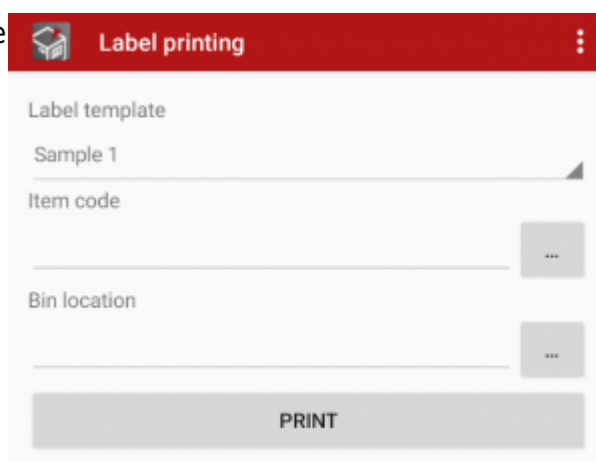 e
Label printing
Label template
Sample 1
Item code
...
Bin location
...
PRINT